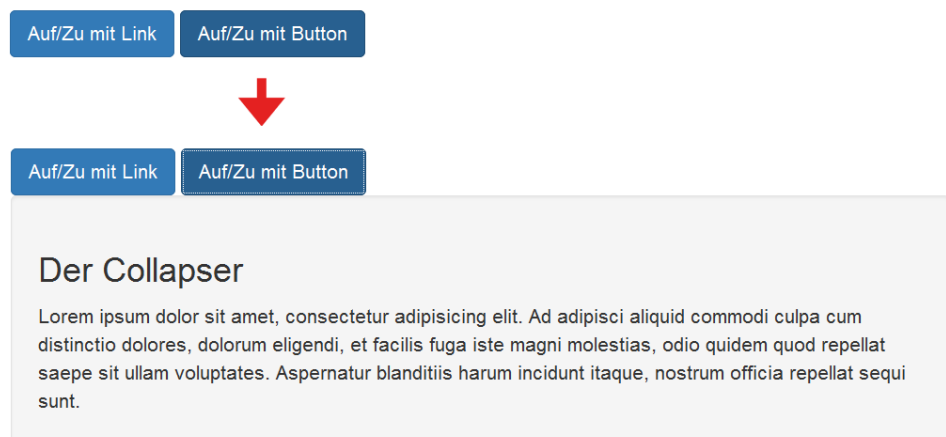 Auf/Zu mit Link Auf/Zu mit Button
Auf/Zu mit Link Auf/Zu mit Button
Der Collapser
Lorem ipsum dolor sit amet, consectetur adipisicing elit. Ad adipisci aliquid commodi culpa cum
distinctio dolores, dolorum eligendi, et facilis fuga iste magni molestias, odio quidem quod repellat
saepe sit ullam voluptates. Aspernatur blanditiis harum incidunt itaque, nostrum officia repellat sequi
sunt.